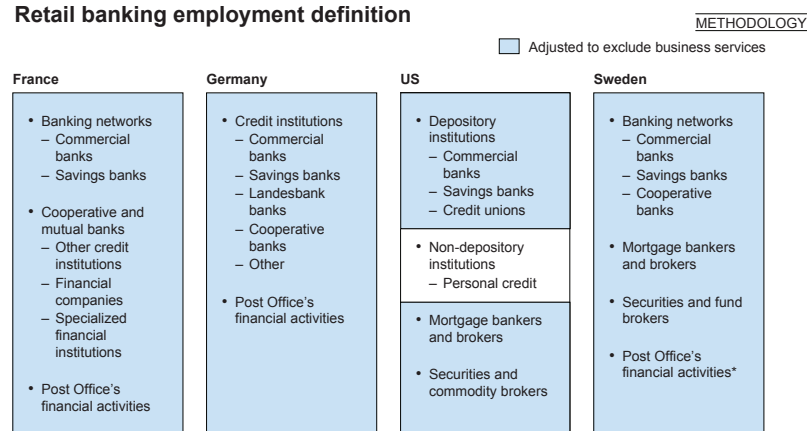 Retail banking employment definition
METHODOLOGY
Adjusted to exclude business services
France
• Banking networks
– Commercial
banks
– Savings banks
• Cooperative and
mutual banks
– Other credit
institutions
– Financial
companies
– Specialized
financial
institutions
• Post Office’s
financial activities
Germany
• Credit institutions
– Commercial
banks
– Savings banks
– Landesbank
banks
– Cooperative
banks
– Other
• Post Office’s
financial activities
US
• Depository
institutions
– Commercial
banks
– Savings banks
– Credit unions
• Non-depository
institutions
– Personal credit
• Mortgage bankers
and brokers
• Securities and
commodity brokers
Sweden
• Banking networks
– Commercial
banks
– Savings banks
– Cooperative
banks
• Mortgage bankers
and brokers
• Securities and fund
brokers
• Post Office’s
financial activities*